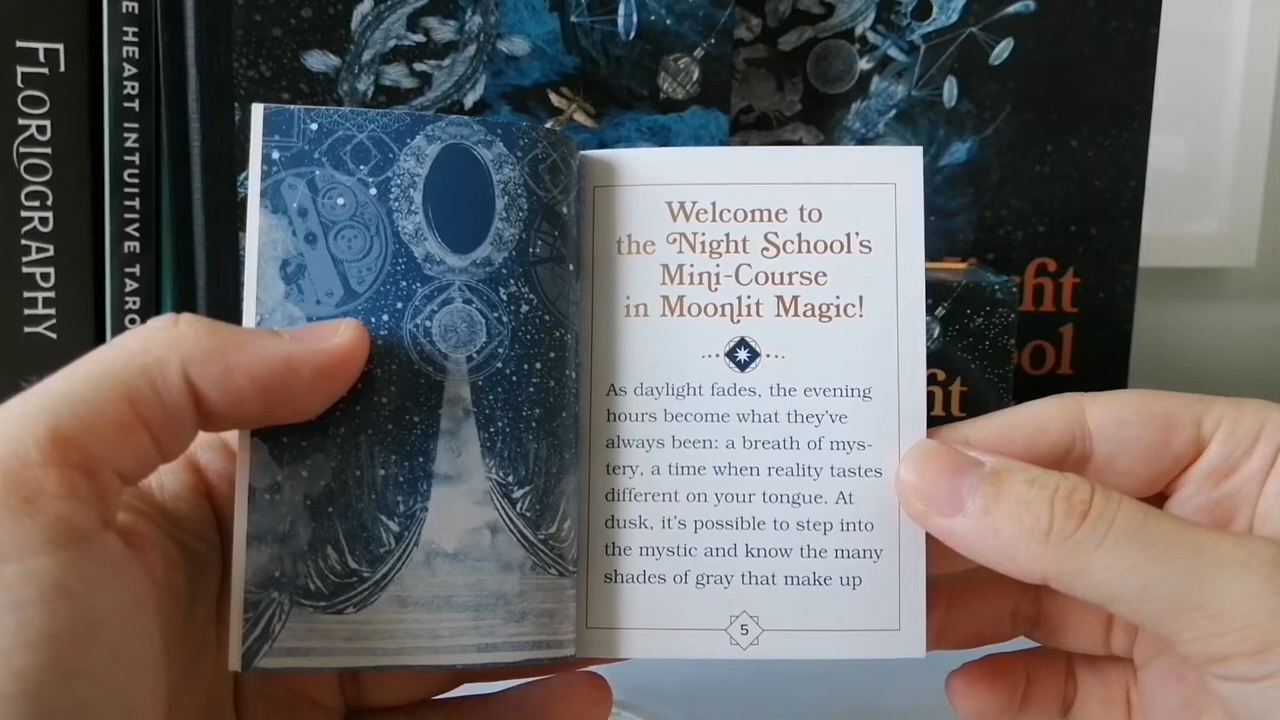 FLORIOGRAPHY
E HEART INTUITIVE TARO
Welcome to
the Night School's
Mini-Course
in Moonlit Magic!
As daylight fades, the evening
hours become what they've
always been: a breath of mys-
tery, a time when reality tastes
different on your tongue. At
dusk, it's possible to step into
the mystic and know the many
shades of gray that make up
5